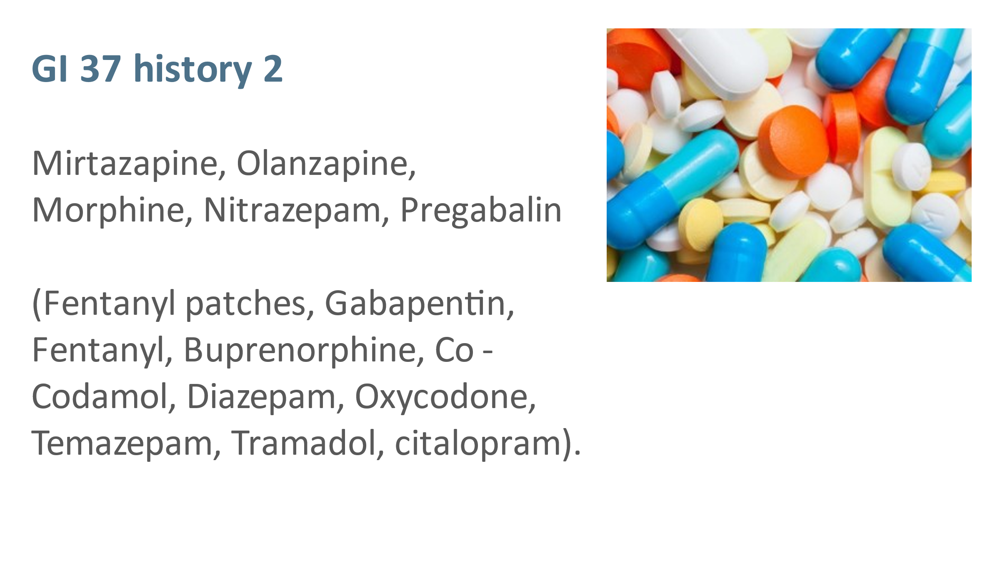 GI 37 history 2
Mirtazapine, Olanzapine,
Morphine, Nitrazepam, Pregabalin
(Fentanyl patches, Gabapentin,
Fentanyl, Buprenorphine, Co -
Codamol, Diazepam, Oxycodone,
Temazepam, Tramadol, citalopram).